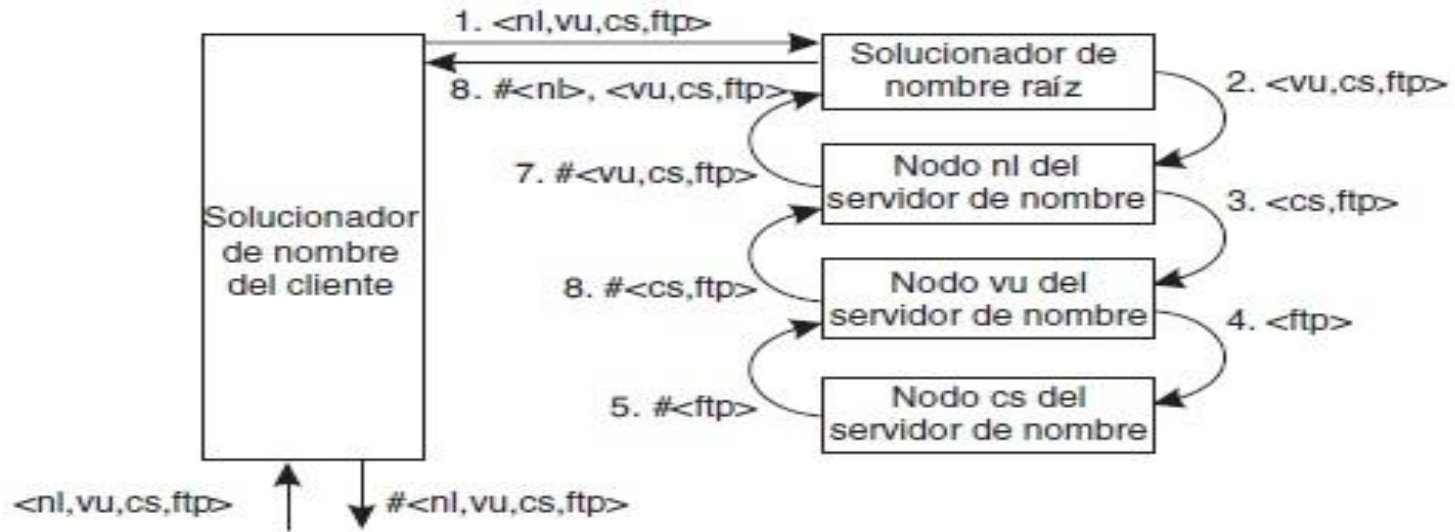 1. <nl,vu,cs,ftp>
8. #<nl>, <vu,cs,ftp>
Solucionador de
nombre raíz
2. <vu,cs,ftp>
7. #<vu,cs,ftp>
Nodo nl del
servidor de nombre
3. <cs,ftp>
Solucionador
de nombre
del cliente
8. #<cs,ftp>
Nodo vu del
servidor de nombre
4. <ftp>
5. #<ftp>
Nodo cs del
servidor de nombre
<nl,vu,cs,ftp>
#<nl,vu,cs,ftp>